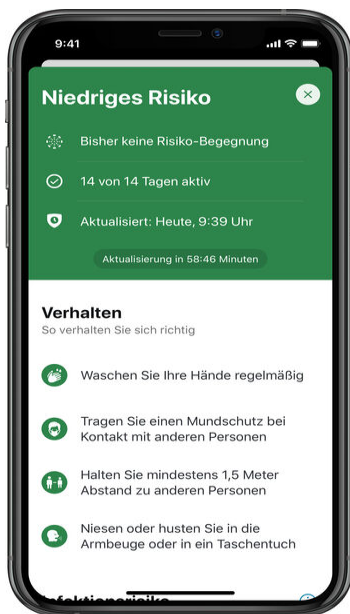 9:41
Niedriges Risiko
Bisher keine Risiko-Begegnung
14 von 14 Tagen aktiv
Aktualisiert: Heute, 9:39 Uhr
Aktualisierung in 58:46 Minuten
Verhalten
So verhalten Sie sich richtig
Waschen Sie Ihre Hände regelmäßig
Tragen Sie einen Mundschutz bei
Kontakt mit anderen Personen
Halten Sie mindestens 1,5 Meter
Abstand zu anderen Personen
Niesen oder husten Sie in die
Armbeuge oder in ein Taschentuch
Infektionsrisiko